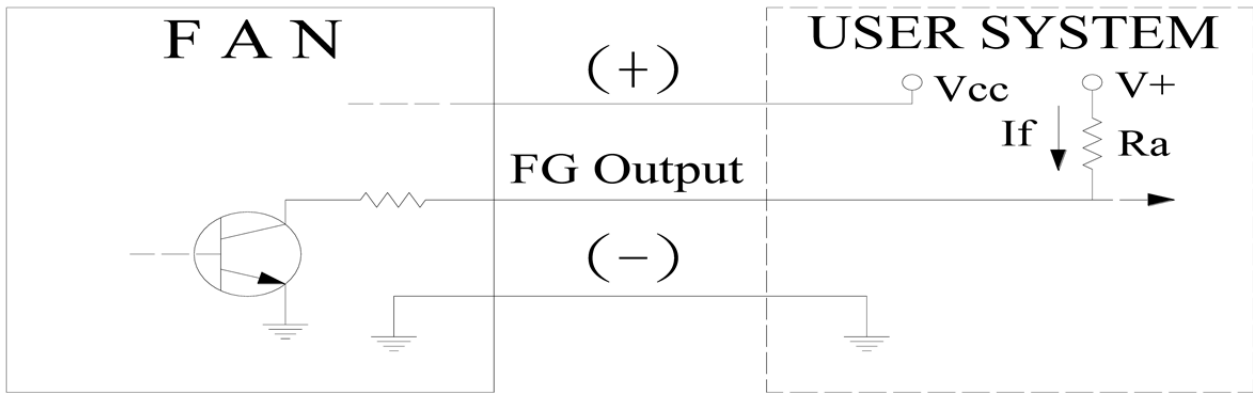 F A N
USER SYSTEM
(+)
Vcc
V+
If
Ra
FG Output
(-)